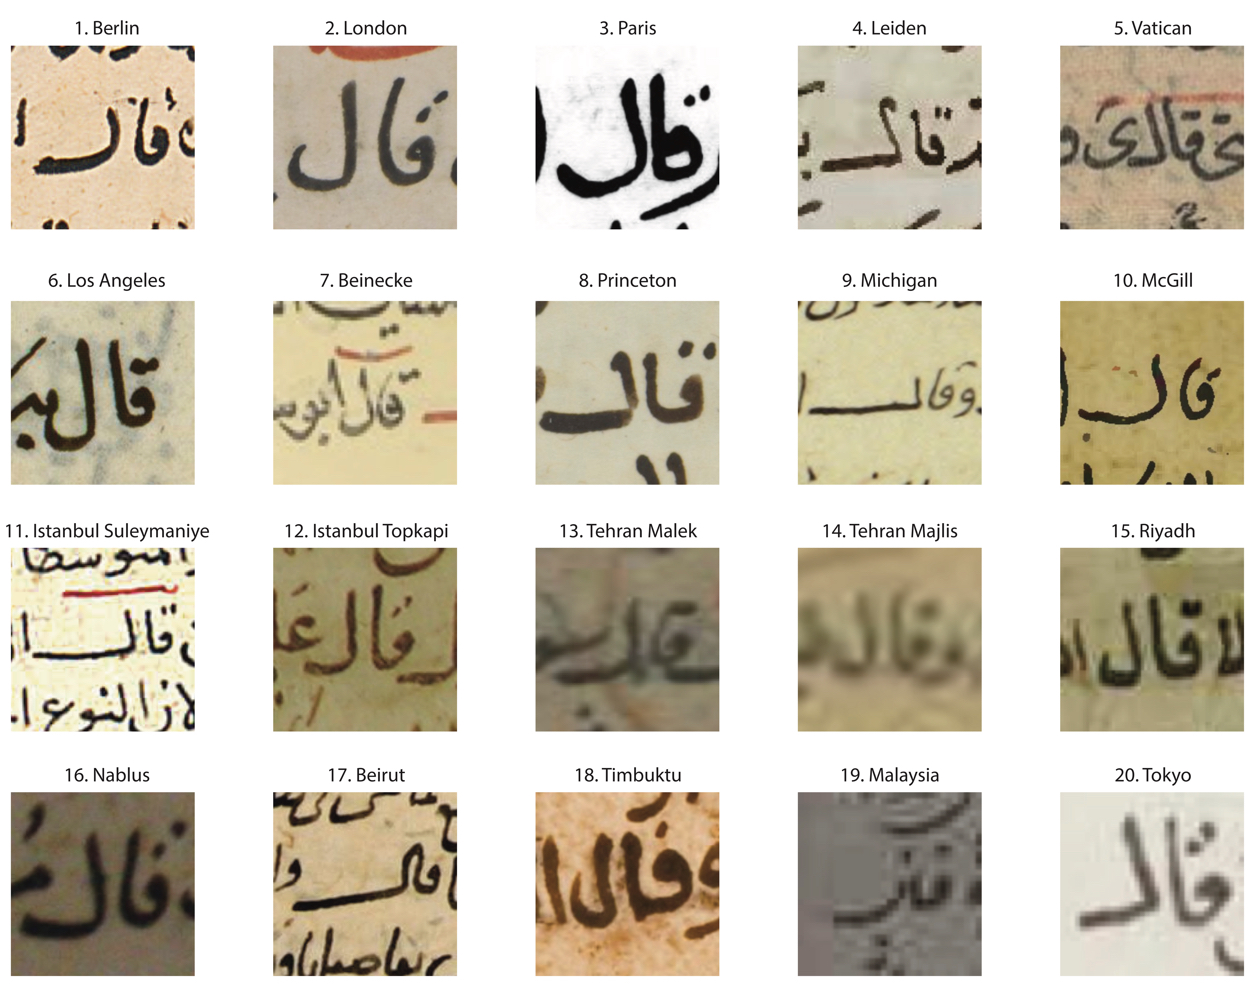 1. Berlin
2. London
3. Paris
4. Leiden
5. Vatican
قال
قال
قال
قال
قال
6. Los Angeles
7. Beinecke
8. Princeton
9. Michigan
10. McGill
قال
قال ابو
قال
وقال
قال
11. Istanbul Suleymaniye
12. Istanbul Topkapi
13. Tehran Malek
14. Tehran Majlis
15. Riyadh
قال
قال
قال
قال
قال
16. Nablus
17. Beirut
18. Timbuktu
19. Malaysia
20. Tokyo
قال
قال
قال
قال
قال